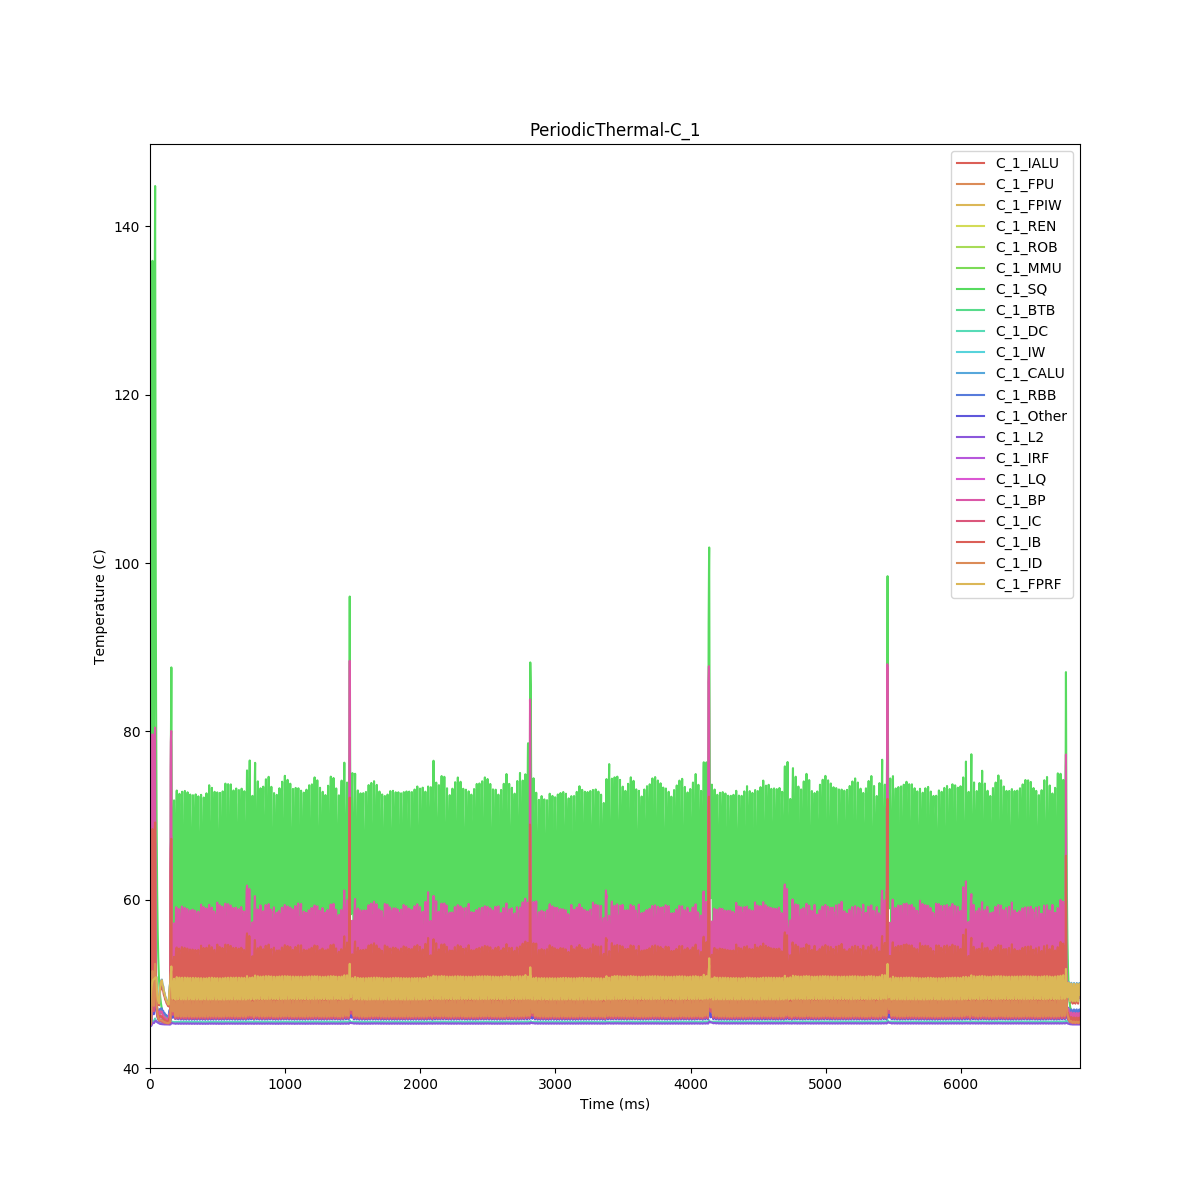 PeriodicThermal-C_1
C_1_IALU
C_1_FPU
C_1_FPIW
C_1_REN
C_1_ROB
C_1_MMU
C_1_SQ
C_1_BTB
C_1_DC
C_1_IW
C_1_CALU
C_1_RBB
C_1_Other
C_1_L2
C_1_IRF
C_1_LQ
C_1_BP
C_1_IC
C_1_IB
C_1_ID
C_1_FPRF
140
120
100
80
60
40
Temperature (C)
0 1000 2000 3000 4000 5000 6000
Time (ms)